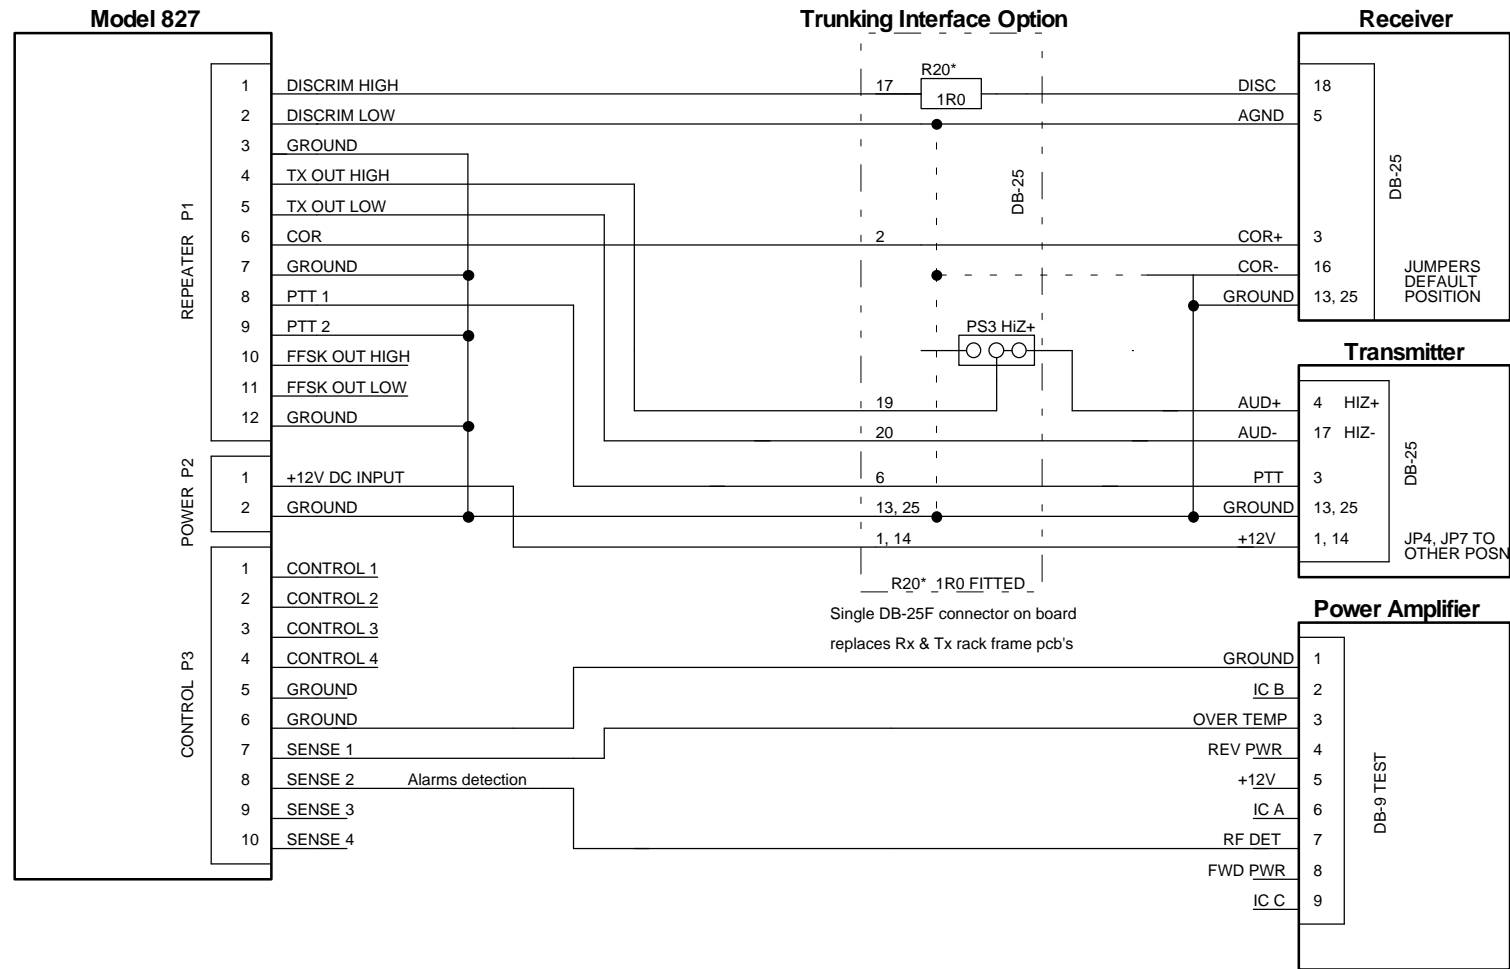 Model 827
Trunking Interface Option
Receiver
REPEATER P1
1 DISCRIM HIGH
2 DISCRIM LOW
3 GROUND
4 TX OUT HIGH
5 TX OUT LOW
6 COR
7 GROUND
8 PTT 1
9 PTT 2
10 FFSK OUT HIGH
11 FFSK OUT LOW
12 GROUND
POWER P2
1 +12V DC INPUT
2 GROUND
CONTROL P3
1 CONTROL 1
2 CONTROL 2
3 CONTROL 3
4 CONTROL 4
5 GROUND
6 GROUND
7 SENSE 1
8 SENSE 2 Alarms detection
9 SENSE 3
10 SENSE 4
R20*
17 1R0
DB-25
2
PS3 HiZ+
19
20
6
13, 25
1, 14
R20* 1R0 FITTED
Single DB-25F connector on board
replaces Rx & Tx rack frame pcb's
DISC 18
AGND 5
DB-25
COR+ 3
COR- 16
GROUND 13, 25
JUMPERS
DEFAULT
POSITION
Transmitter
AUD+ 4 HIZ+
AUD- 17 HIZ-
DB-25
PTT 3
GROUND 13, 25
+12V 1, 14
JP4, JP7 TO
OTHER POSN
Power Amplifier
GROUND 1
IC B 2
OVER TEMP 3
REV PWR 4
+12V 5
IC A 6
RF DET 7
FWD PWR 8
IC C 9
DB-9 TEST